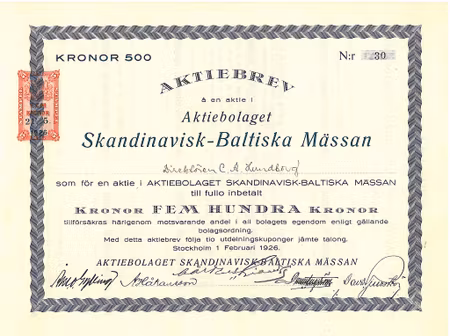 KRONOR 500
N:r 30
AKTIEBREV
å en aktie i
Aktiebolaget
Skandinavisk-Baltiska Mässan
Direktören C. A. Lundborg
som för en aktie i AKTIEBOLAGET SKANDINAVISK-BALTISKA MÄSSAN
till fullo inbetalt
KRONOR FEM HUNDRA KRONOR
tillförsäkras härigenom motsvarande andel i all bolagets egendom enligt gällande
bolagsordning.
Med detta aktiebrev följa tio utdelningskuponger jämte talong.
Stockholm 1 Februari 1926.
AKTIEBOLAGET SKANDINAVISK-BALTISKA MÄSSAN